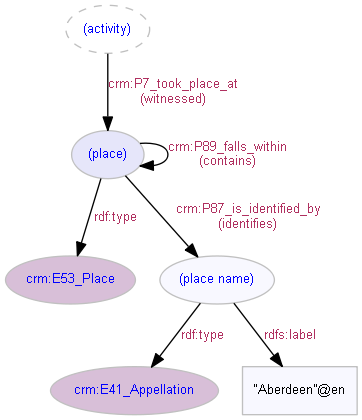 (activity)
crm:P7_took_place_at
(witnessed)
(place)
crm:P89_falls_within
(contains)
rdf:type
crm:P87_is_identified_by
(identifies)
crm:E53_Place
(place name)
rdf:type
rdfs:label
crm:E41_Appellation
"Aberdeen"@en